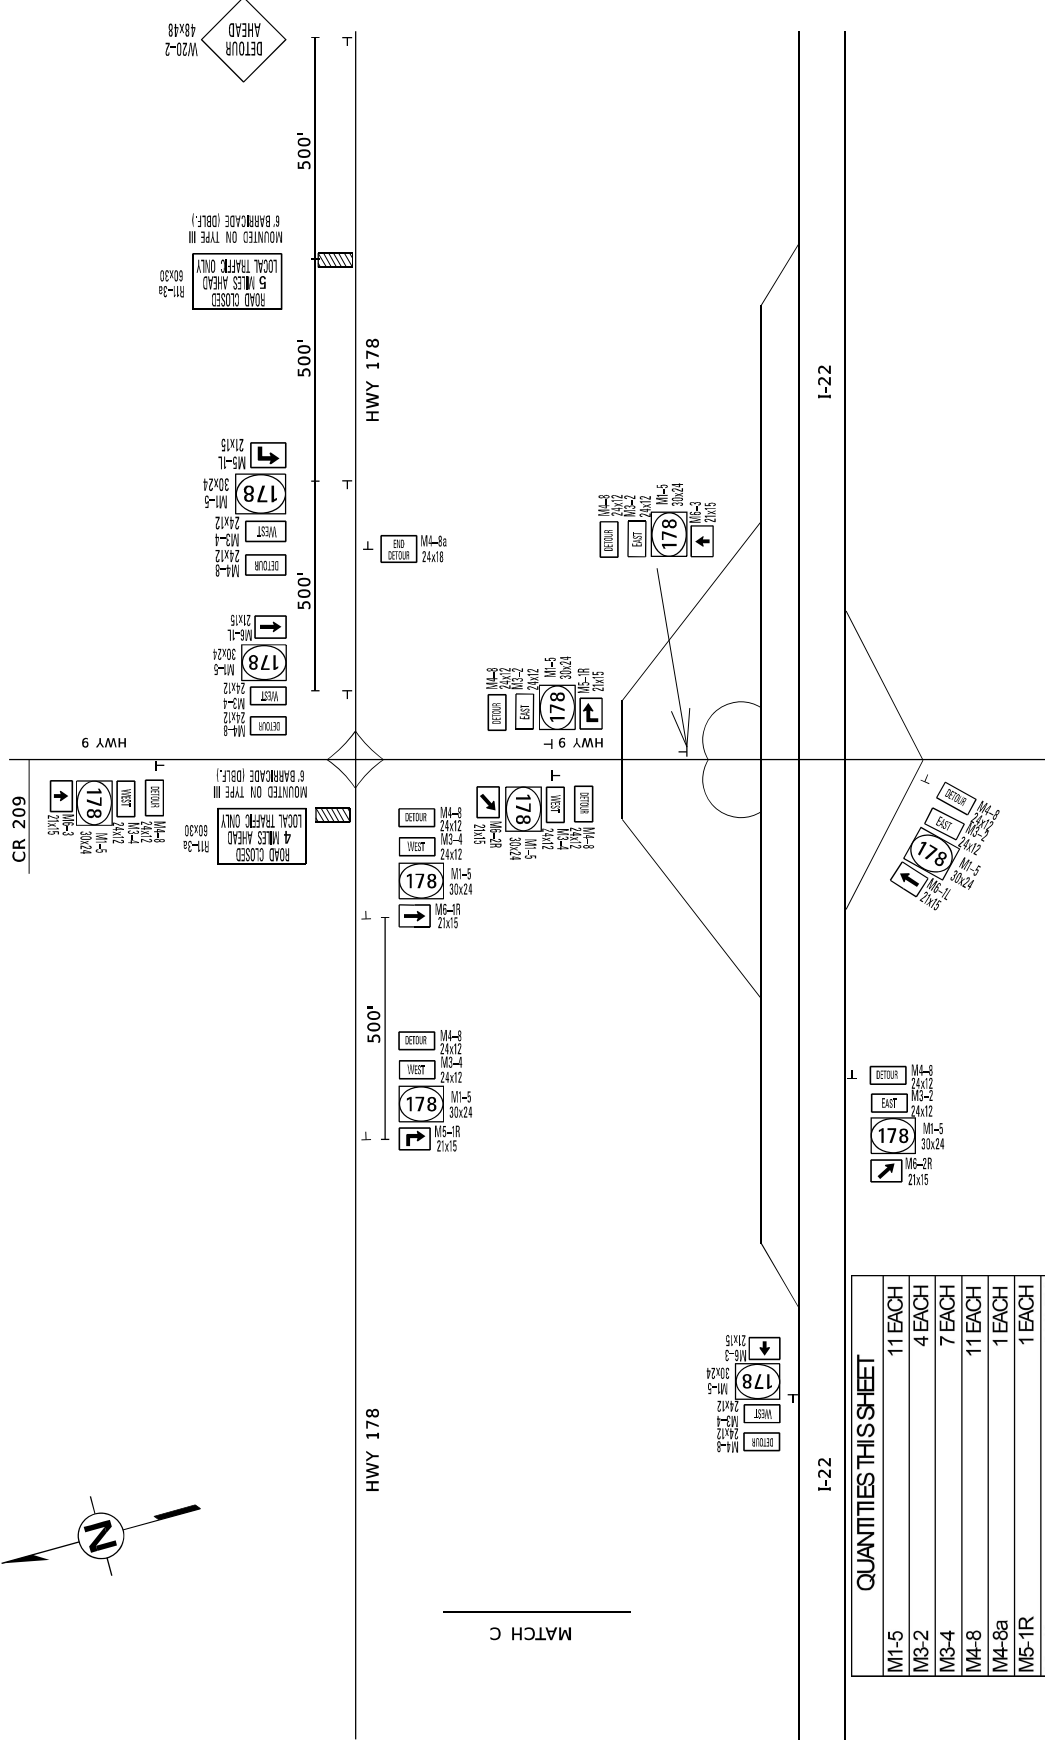 DETOUR
AHEAD
W20-2
48x48
500'
ROAD CLOSED
5 MILES AHEAD
LOCAL TRAFFIC ONLY
R11-3a
60x30
MOUNTED ON TYPE III
6' BARRICADE (DBLF.)
500'
HWY 178
DETOUR
M4-8
24x12
WEST
M3-4
24x12
178
M1-5
30x24
M5-1L
21x15
500'
END
DETOUR
M4-8a
24x18
DETOUR
M4-8
24x12
WEST
M3-4
24x12
178
M1-5
30x24
M6-1L
21x15
HWY 9
CR 209
DETOUR
M4-8
24x12
WEST
M3-4
24x12
178
M1-5
30x24
M6-3
21x15
ROAD CLOSED
4 MILES AHEAD
LOCAL TRAFFIC ONLY
R11-3a
60x30
MOUNTED ON TYPE III
6' BARRICADE (DBLF.)
DETOUR
M4-8
24x12
WEST
M3-4
24x12
178
M1-5
30x24
M6-1R
21x15
500'
DETOUR
M4-8
24x12
WEST
M3-4
24x12
178
M1-5
30x24
M5-1R
21x15
HWY 178
DETOUR
M4-8
24x12
EAST
M3-2
24x12
178
M1-5
30x24
M5-1R
21x15
HWY 9
DETOUR
M4-8
24x12
WEST
M3-4
24x12
178
M1-5
30x24
M6-2R
21x15
DETOUR
M4-8
24x12
EAST
M3-2
24x12
178
M1-5
30x24
M6-3
21x15
I-22
DETOUR
M4-8
24x12
EAST
M3-2
24x12
178
M1-5
30x24
M6-1L
21x15
DETOUR
M4-8
24x12
EAST
M3-2
24x12
178
M1-5
30x24
M6-2R
21x15
DETOUR
M4-8
24x12
WEST
M3-4
24x12
178
M1-5
30x24
M6-3
21x15
I-22
N
MATCH C
QUANTITIES THIS SHEET
M1-5 11 EACH
M3-2 4 EACH
M3-4 7 EACH
M4-8 11 EACH
M4-8a 1 EACH
M5-1R 1 EACH